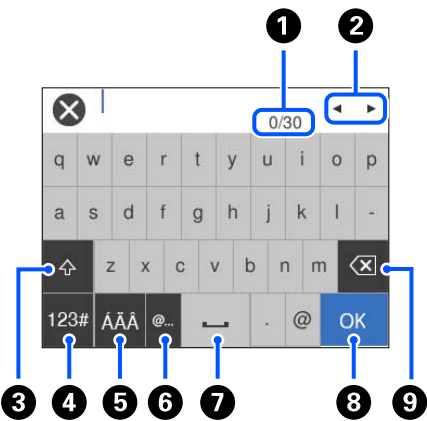 1 2
0/30
q w e r t y u i o p
a s d f g h j k l -
z x c v b n m
123# ÁÄÂ @... . @ OK
3 4 5 6 7 8 9